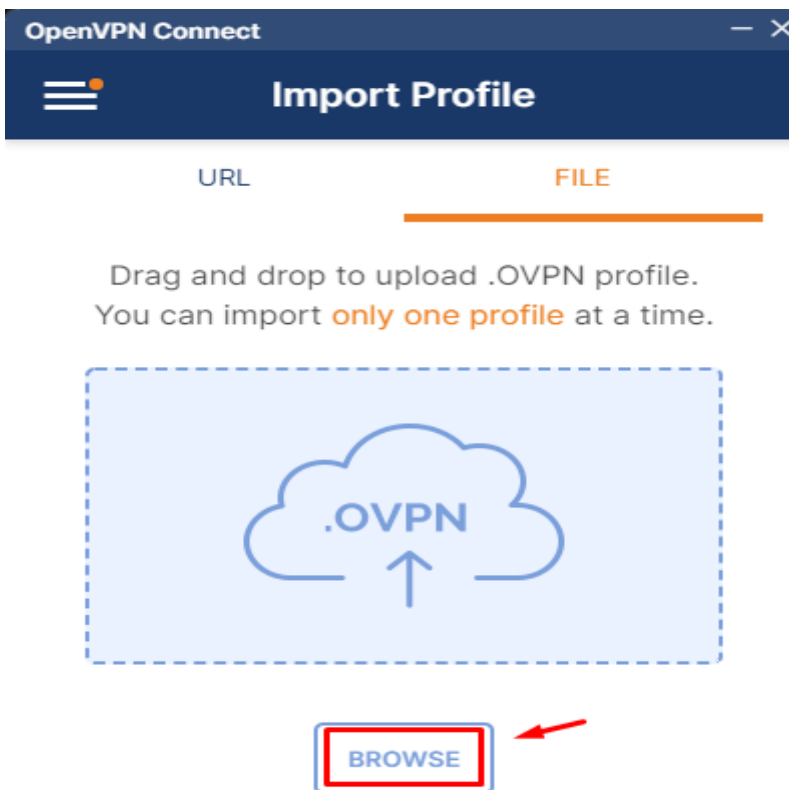 OpenVPN Connect
Import Profile
URL
FILE
Drag and drop to upload .OVPN profile.
You can import only one profile at a time.
.OVPN
BROWSE